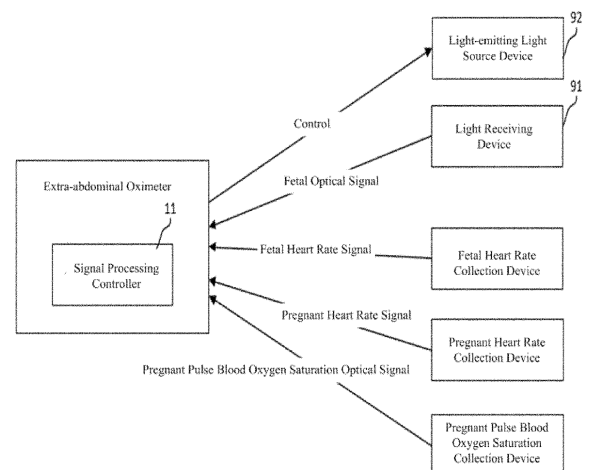 92
Light-emitting Light
Source Device
91
Control
Light Receiving
Device
Fetal Optical Signal
Extra-abdominal Oximeter
11
Signal Processing
Controller
Fetal Heart Rate Signal
Fetal Heart Rate
Collection Device
Pregnant Heart Rate Signal
Pregnant Heart Rate
Collection Device
Pregnant Pulse Blood Oxygen Saturation Optical Signal
Pregnant Pulse Blood
Oxygen Saturation
Collection Device